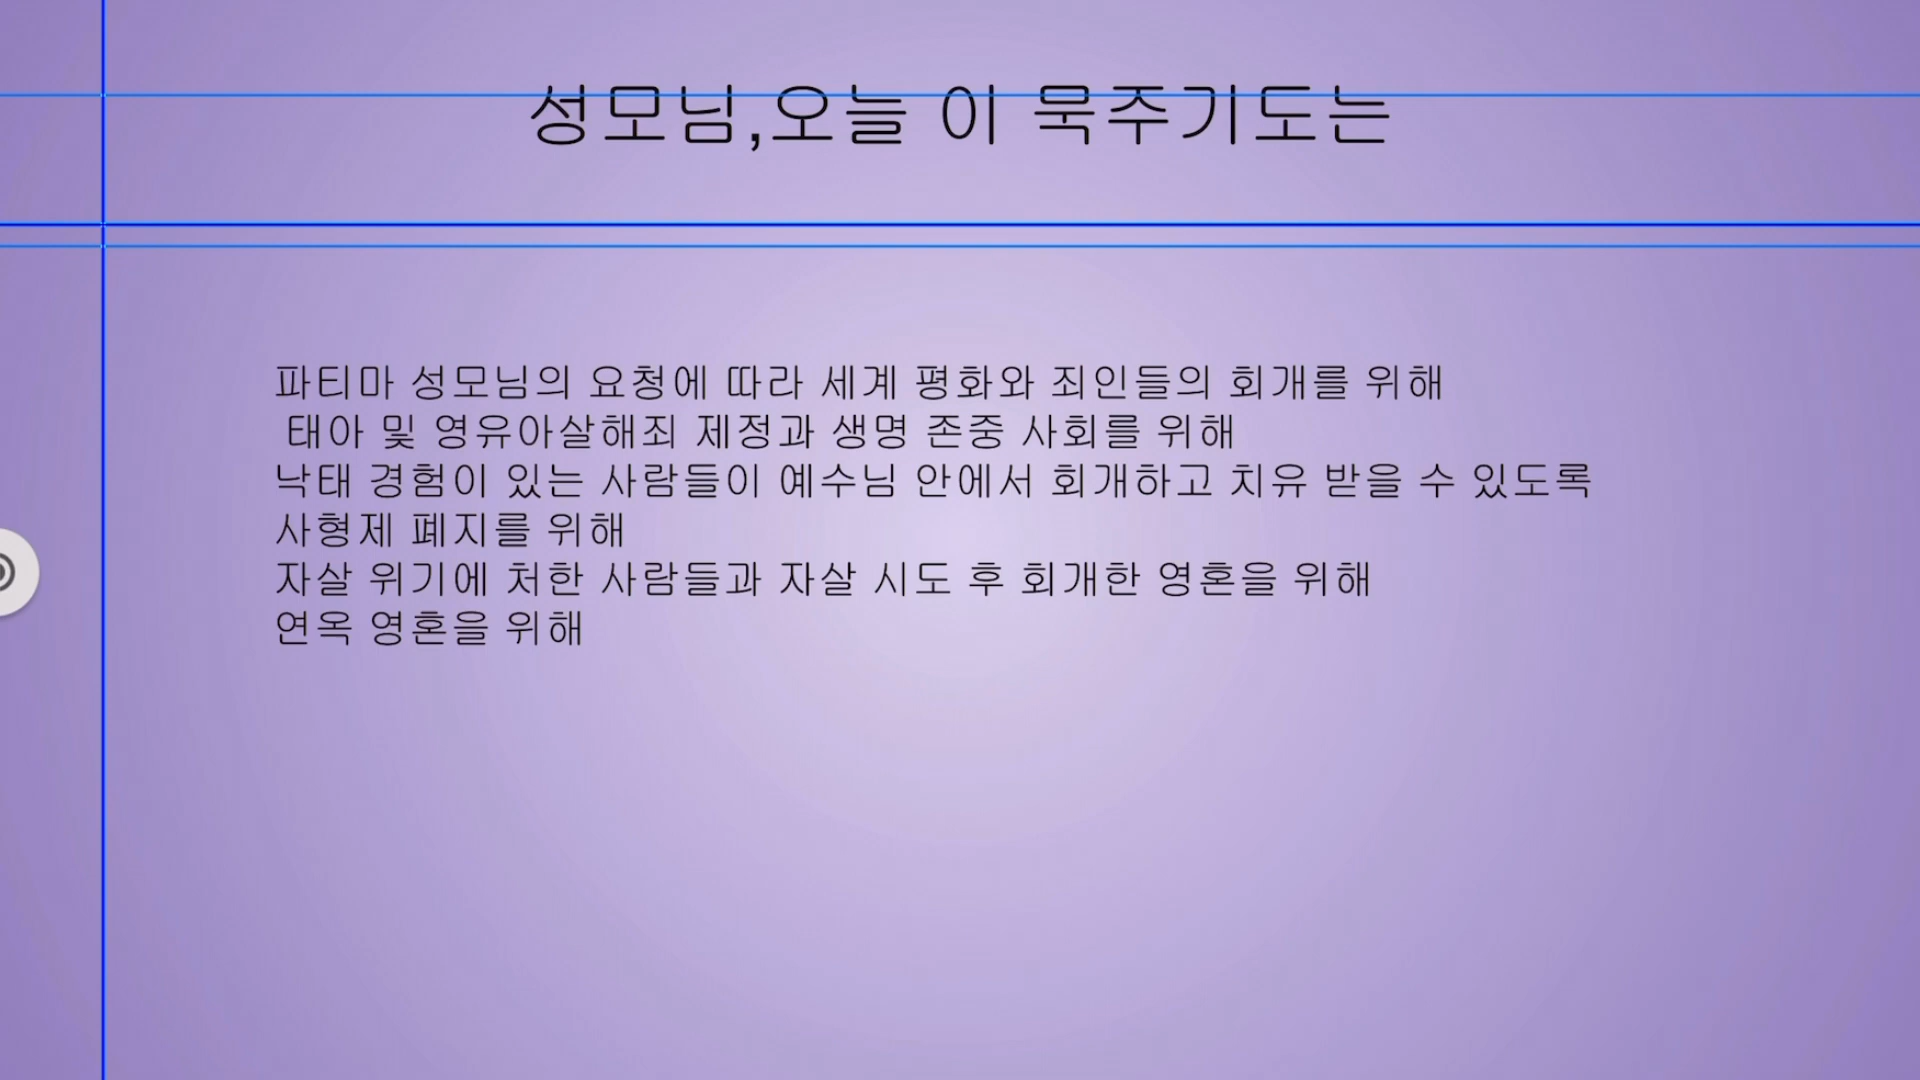 성모님,오늘 이 묵주기도는
파티마 성모님의 요청에 따라 세계 평화와 죄인들의 회개를 위해
태아 및 영유아살해죄 제정과 생명 존중 사회를 위해
낙태 경험이 있는 사람들이 예수님 안에서 회개하고 치유 받을 수 있도록
사형제 폐지를 위해
자살 위기에 처한 사람들과 자살 시도 후 회개한 영혼을 위해
연옥 영혼을 위해